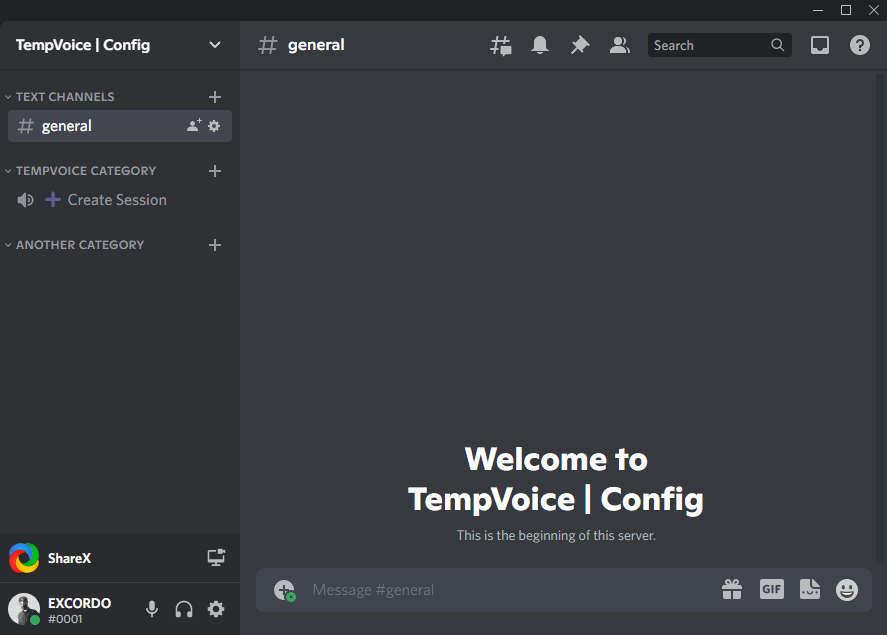 TempVoice | Config
general
Search
TEXT CHANNELS
general
TEMPVOICE CATEGORY
Create Session
ANOTHER CATEGORY
Welcome to
TempVoice | Config
This is the beginning of this server.
ShareX
EXCORDO
#0001
Message #general
GIF